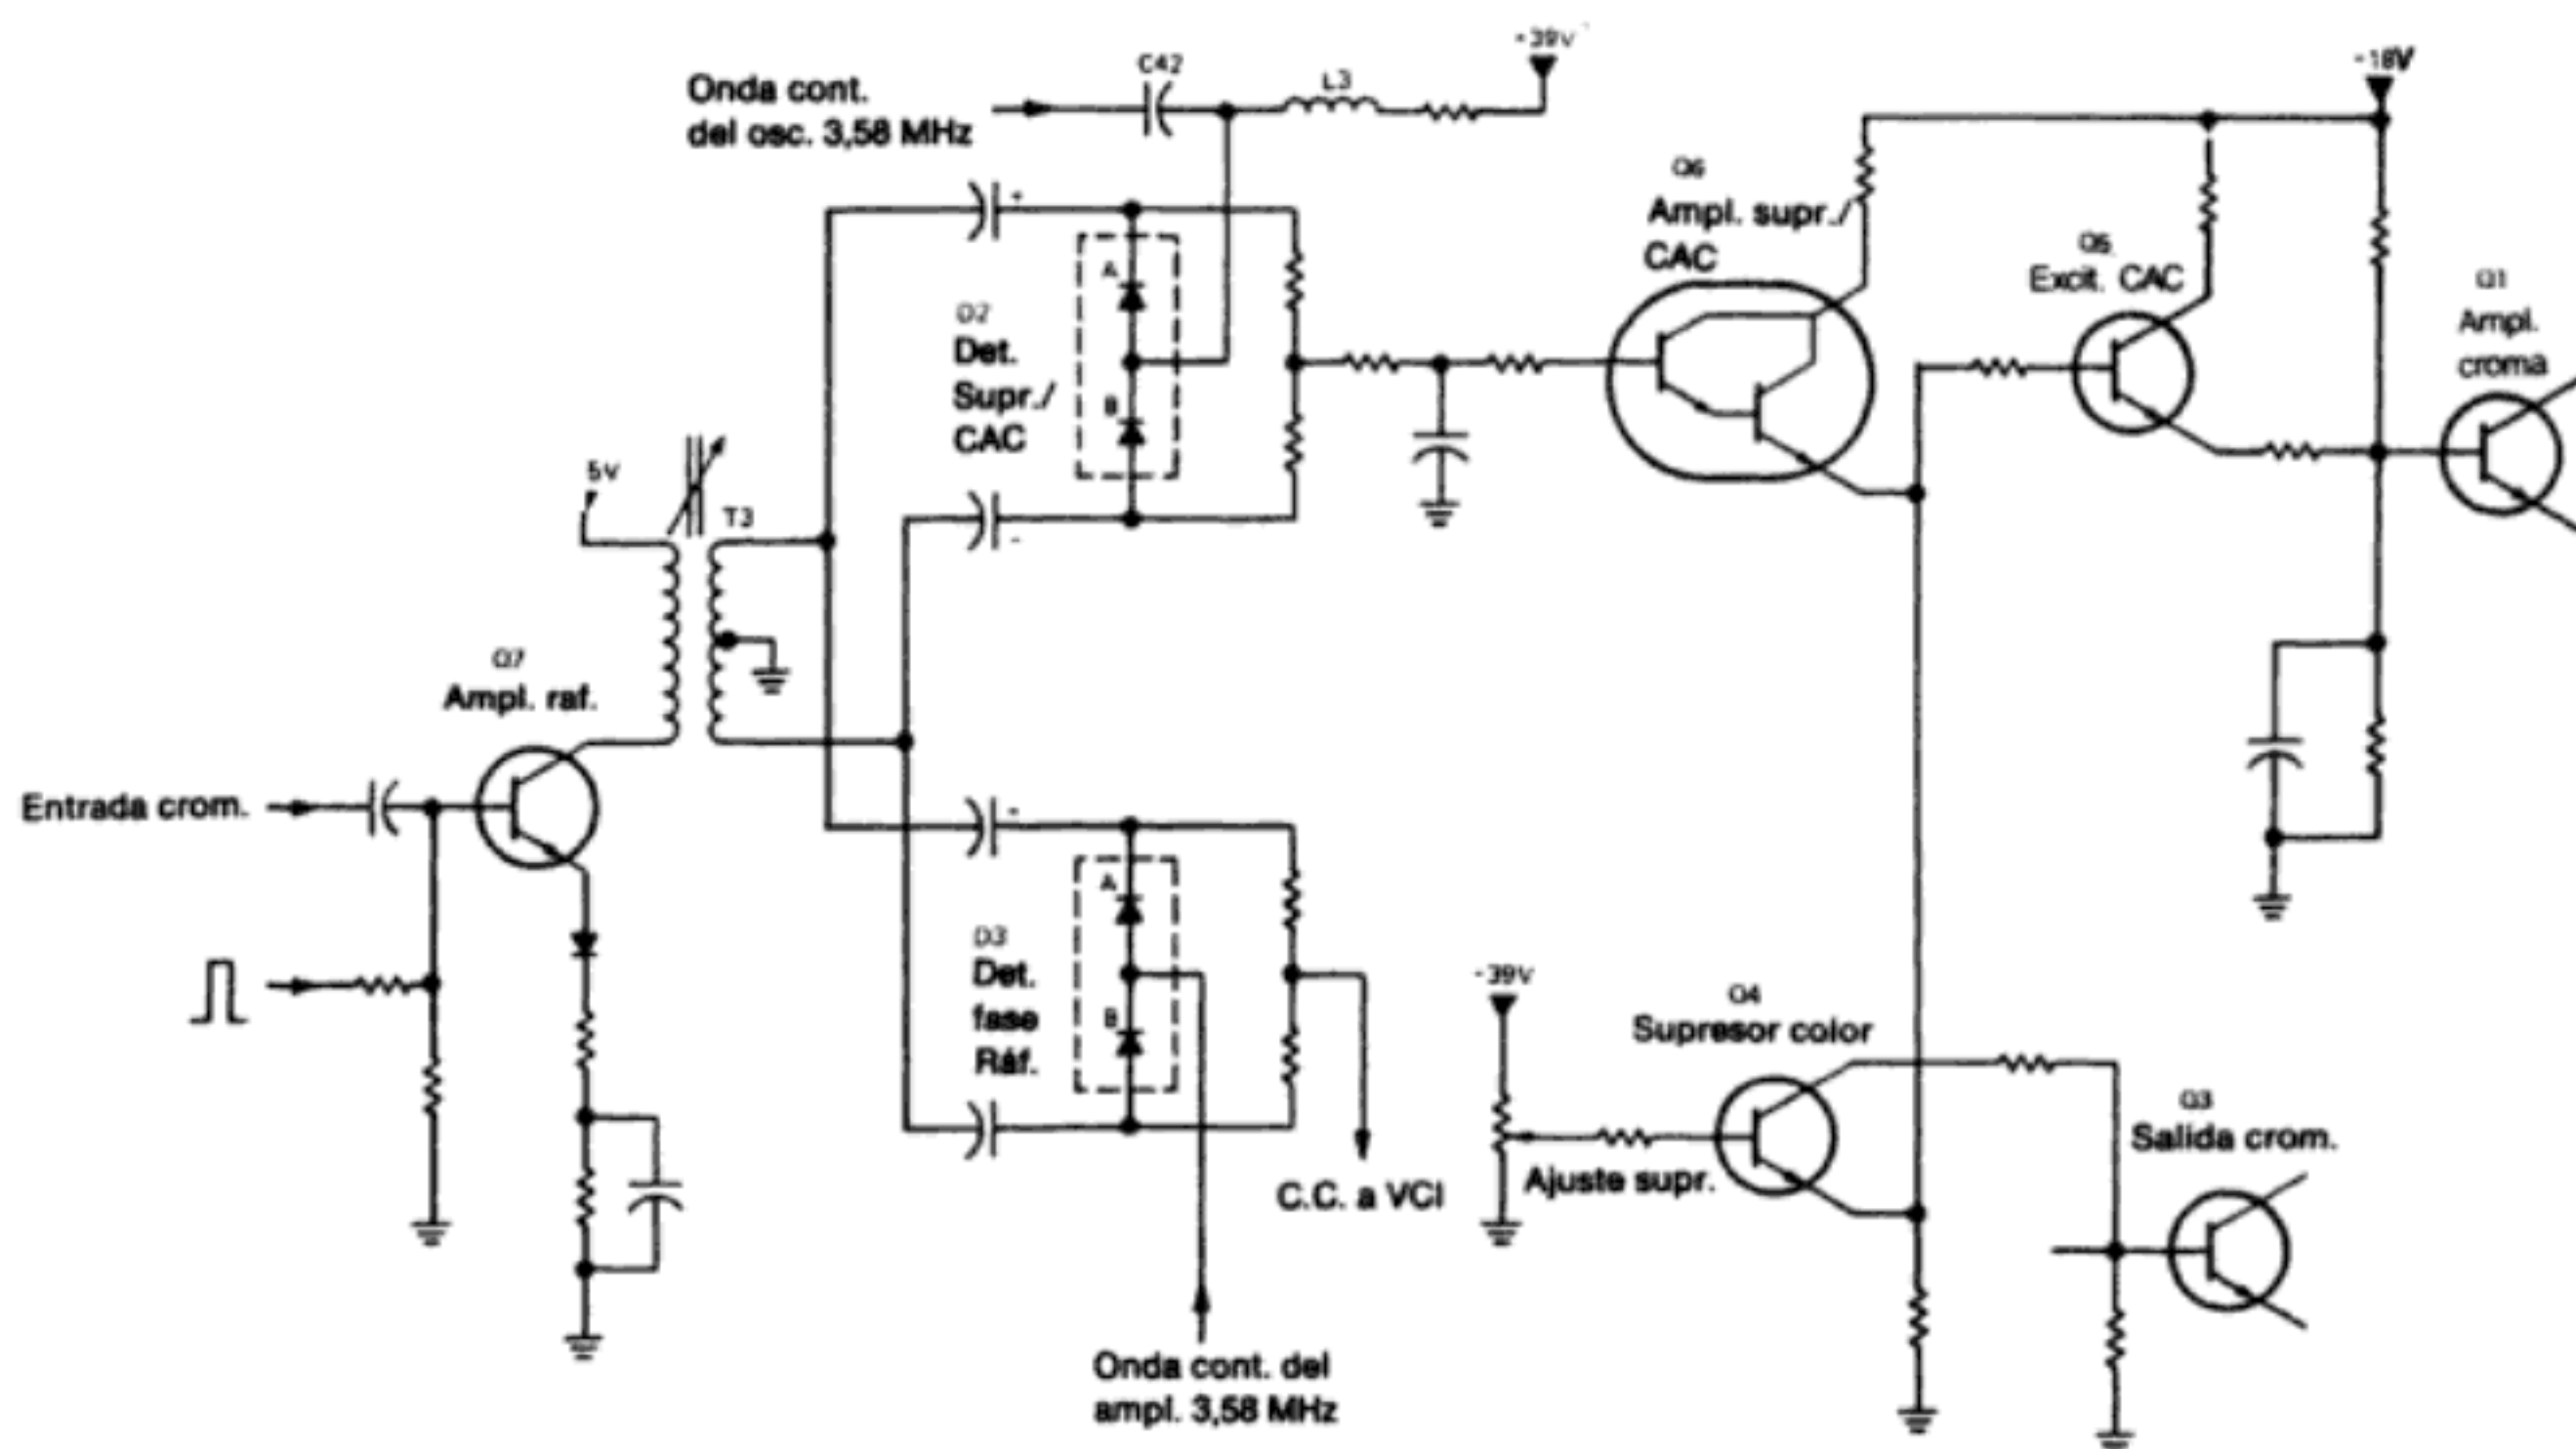 Onda cont.
del osc. 3,58 MHz
C42
L3
-39V
-18V
Q6
Ampl. supr./
CAC
Q5
Excit. CAC
Q1
Ampl.
croma
+
A
D2
Det.
Supr./
CAC
B
-
5V
T3
Q7
Ampl. raf.
Entrada crom.
-
A
D3
Det.
fase
Ráf.
B
C.C. a VCI
Onda cont. del
ampl. 3,58 MHz
-39V
Q4
Supresor color
Ajuste supr.
Q3
Salida crom.